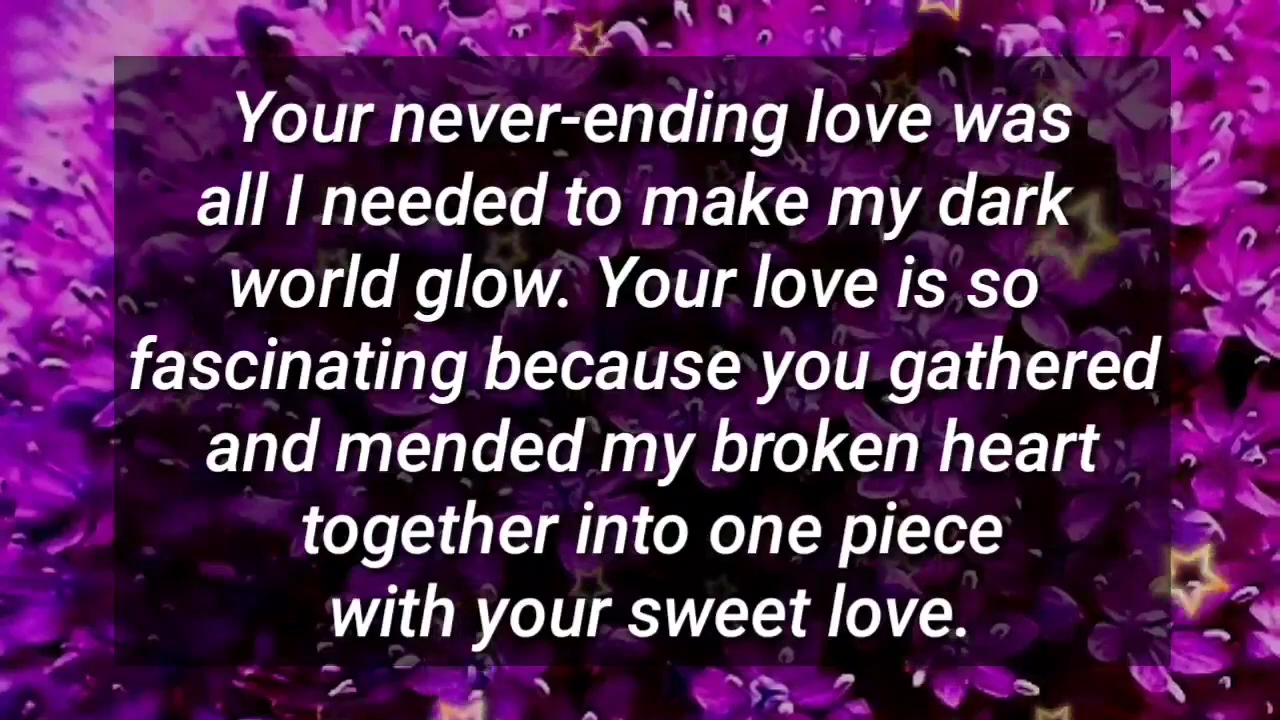 Your never-ending love was
all I needed to make my dark
world glow. Your love is so
fascinating because you gathered
and mended my broken heart
together into one piece
with your sweet love.